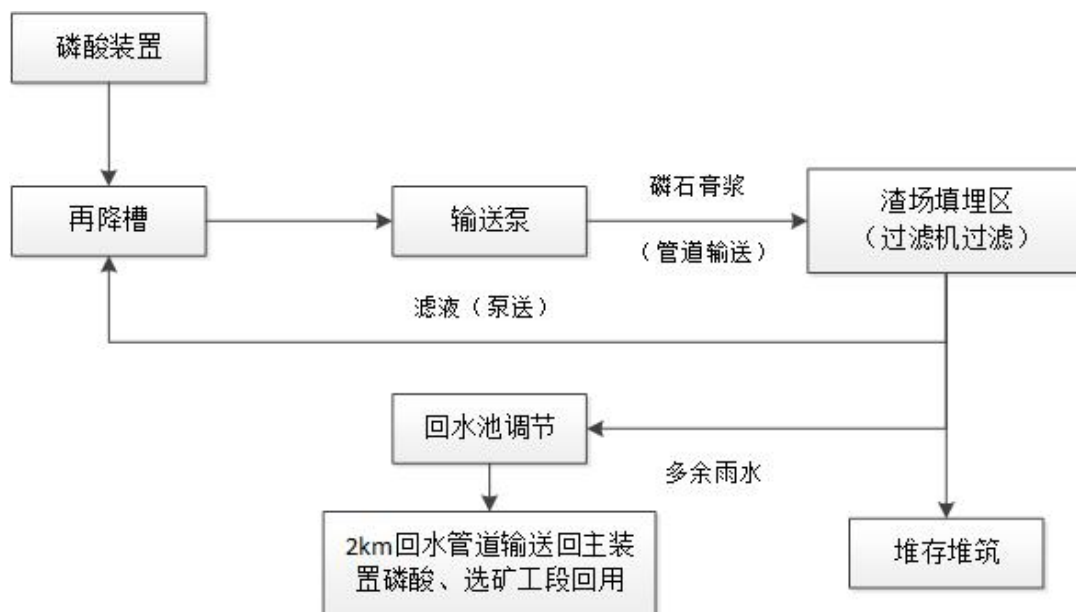 磷酸装置
再降槽
输送泵
磷石膏浆
（管道输送）
渣场填埋区
（过滤机过滤）
滤液（泵送）
回水池调节
多余雨水
2km回水管道输送回主装
置磷酸、选矿工段回用
堆存堆筑